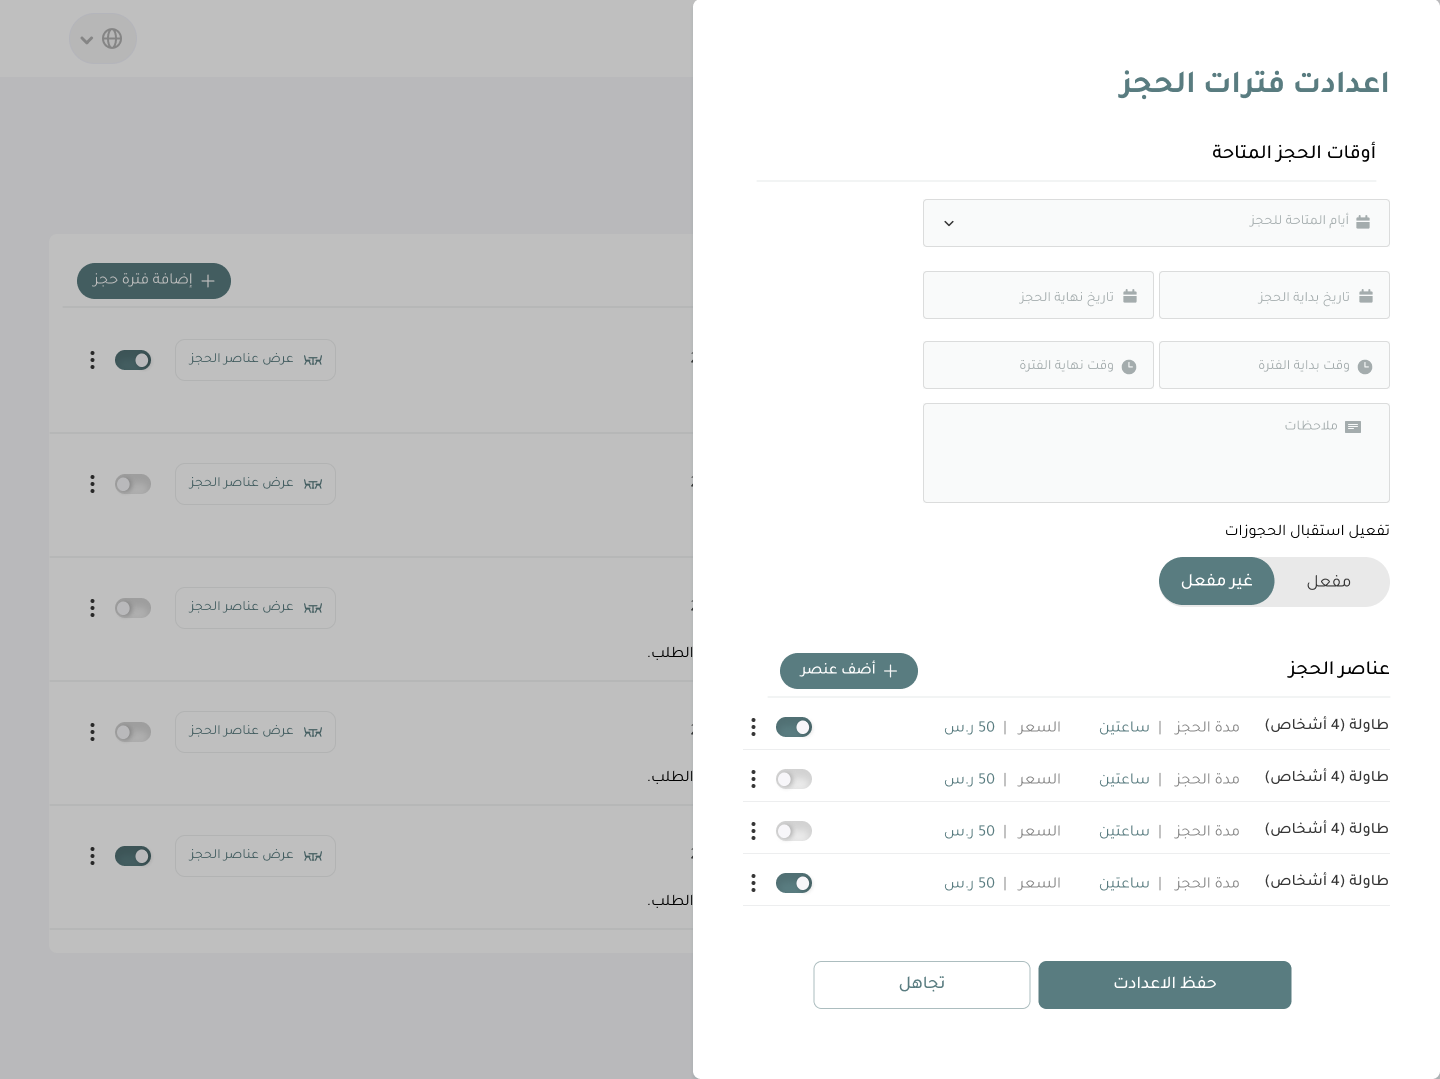 اعدادت فترات الحجز
أوقات الحجز المتاحة
أيام المتاحة للحجز
تاريخ بداية الحجز
تاريخ نهاية الحجز
وقت بداية الفترة
وقت نهاية الفترة
ملاحظات
تفعيل استقبال الحجوزات
مفعل
غير مفعل
عناصر الحجز
أضف عنصر
طاولة (4 أشخاص) مدة الحجز | ساعتين السعر | 50 ر.س
طاولة (4 أشخاص) مدة الحجز | ساعتين السعر | 50 ر.س
طاولة (4 أشخاص) مدة الحجز | ساعتين السعر | 50 ر.س
طاولة (4 أشخاص) مدة الحجز | ساعتين السعر | 50 ر.س
حفظ الاعدادت
تجاهل
إضافة فترة حجز
عرض عناصر الحجز
عرض عناصر الحجز
عرض عناصر الحجز
الطلب.
عرض عناصر الحجز
الطلب.
عرض عناصر الحجز
الطلب.